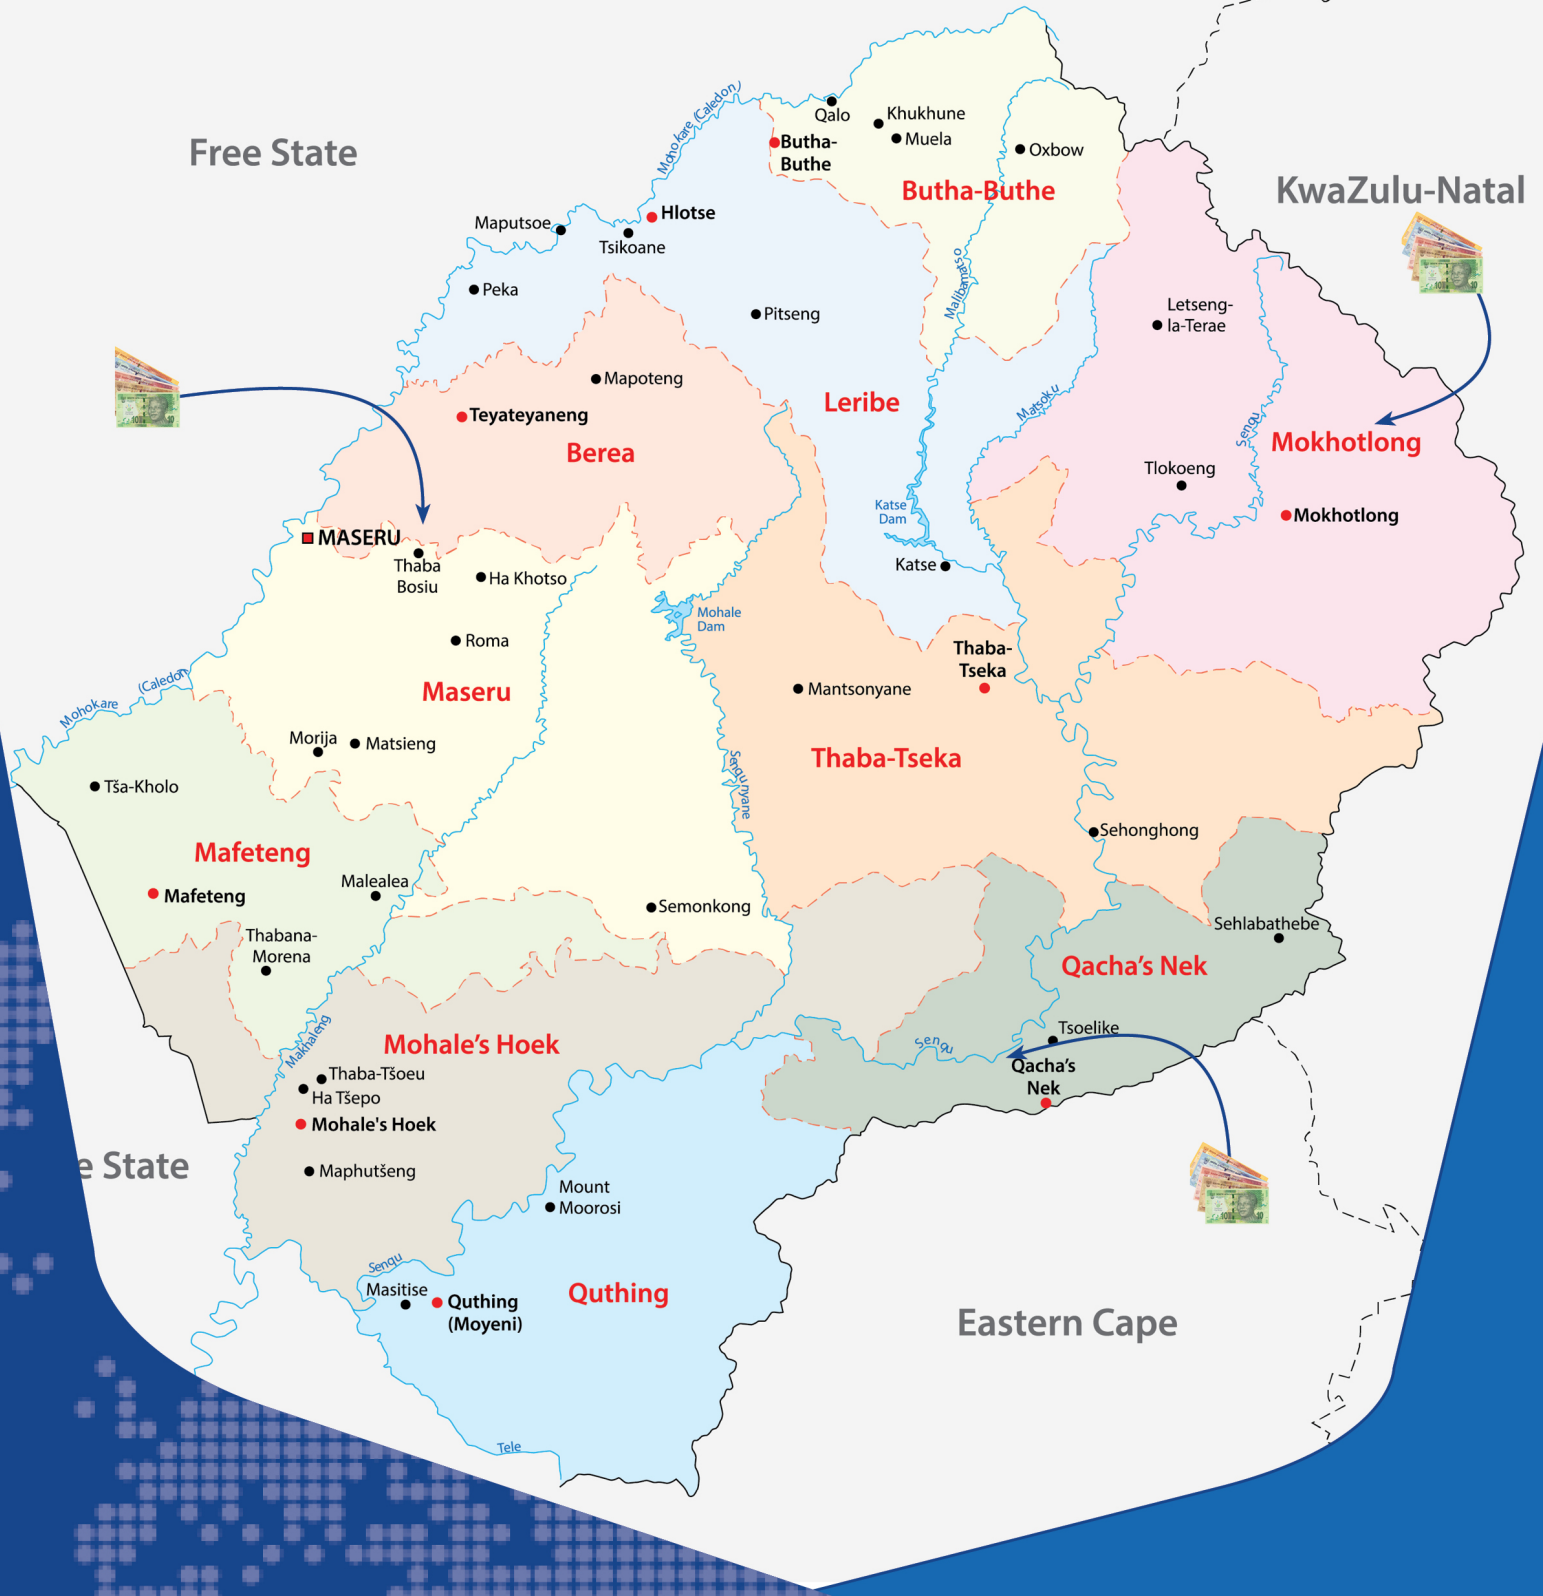 Free State
KwaZulu-Natal
Mohokare (Caledon)
Qalo
Khukhune
Muela
Butha-
Buthe
Oxbow
Butha-Buthe
Hlotse
Maputsoe
Tsikoane
Peka
Pitseng
Malibamatso
Letseng-
la-Terae
Mapoteng
Teyateyaneng
Leribe
Matsoku
Senqu
Berea
Mokhotlong
Tlokoeng
Katse
Dam
Mokhotlong
MASERU
Thaba
Bosiu
Ha Khotso
Katse
Mohale
Dam
Roma
Thaba-
Tseka
Maseru
Mantsonyane
Mohokare (Caledon
Morija
Matsieng
Thaba-Tseka
Senqunyane
Tša-Kholo
Sehonghong
Mafeteng
Malealea
Mafeteng
Semonkong
Sehlabathebe
Thabana-
Morena
Qacha's Nek
Makhaleng
Mohale's Hoek
Senqu
Tsoelike
Qacha's
Nek
Thaba-Tšoeu
Ha Tšepo
Mohale's Hoek
e State
Maphutšeng
Mount
Moorosi
Senqu
Masitise
Quthing
(Moyeni)
Quthing
Eastern Cape
Tele